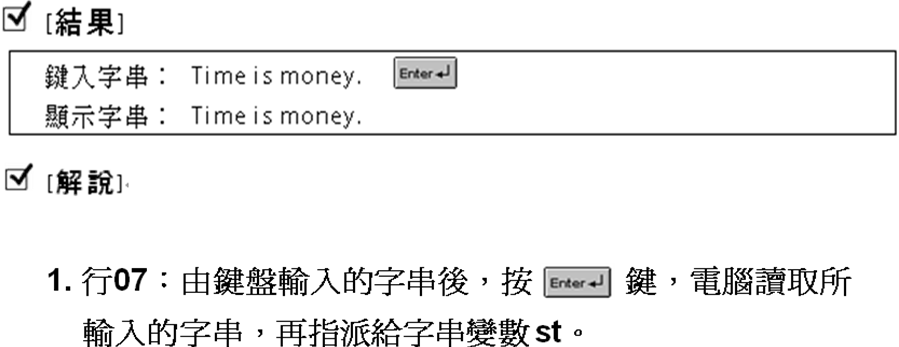 [結果]
鍵入字串： Time is money. Enter↵
顯示字串： Time is money.
[解說]
1. 行07：由鍵盤輸入的字串後，按 Enter↵ 鍵，電腦讀取所
輸入的字串，再指派給字串變數 st。